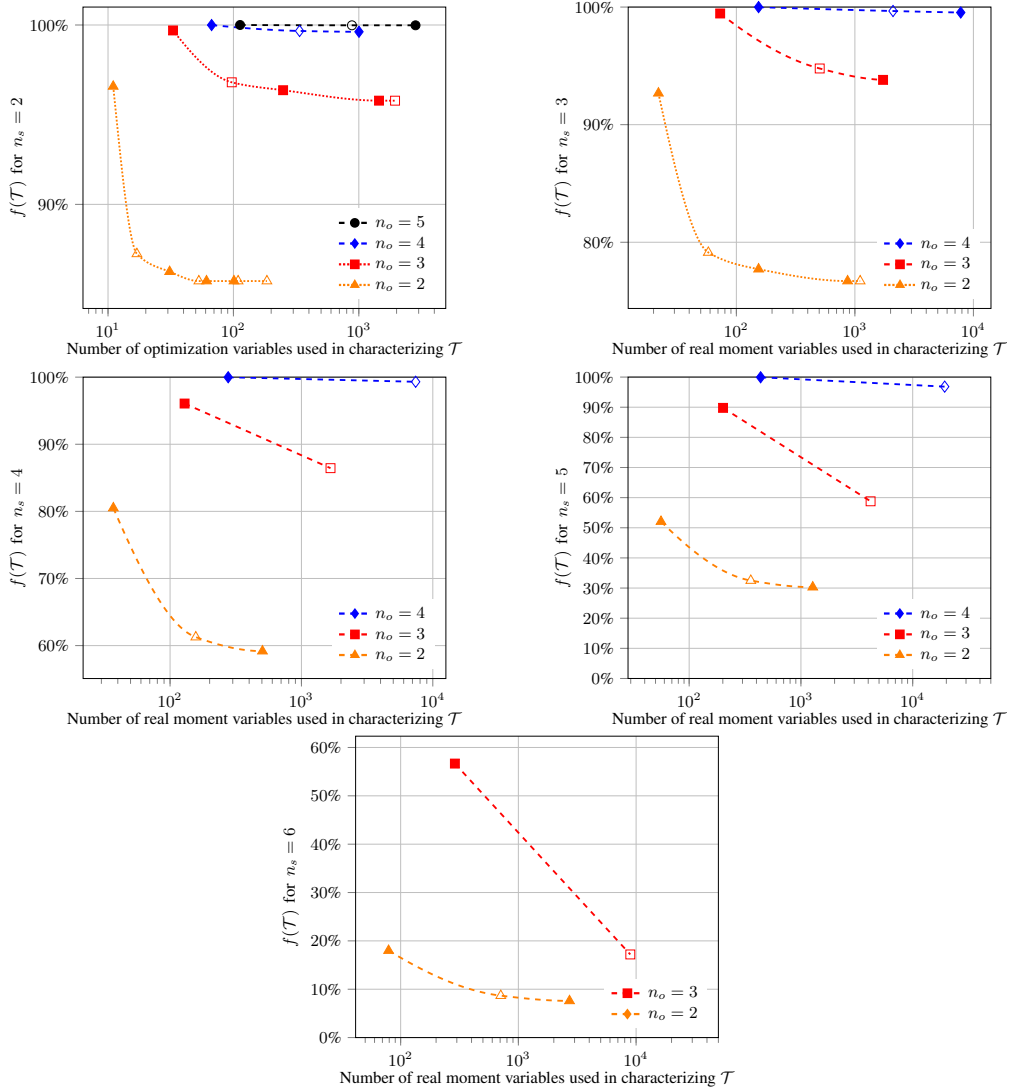 100%
90%
f(𝒯) for n_s = 2
n_o = 5
n_o = 4
n_o = 3
n_o = 2
10^1
10^2
10^3
Number of optimization variables used in characterizing 𝒯
100%
90%
80%
f(𝒯) for n_s = 3
n_o = 4
n_o = 3
n_o = 2
10^2
10^3
10^4
Number of real moment variables used in characterizing 𝒯
100%
90%
80%
70%
60%
f(𝒯) for n_s = 4
n_o = 4
n_o = 3
n_o = 2
10^2
10^3
10^4
Number of real moment variables used in characterizing 𝒯
100%
90%
80%
70%
60%
50%
40%
30%
20%
10%
0%
f(𝒯) for n_s = 5
n_o = 4
n_o = 3
n_o = 2
10^2
10^3
10^4
Number of real moment variables used in characterizing 𝒯
60%
50%
40%
30%
20%
10%
0%
f(𝒯) for n_s = 6
n_o = 3
n_o = 2
10^2
10^3
10^4
Number of real moment variables used in characterizing 𝒯